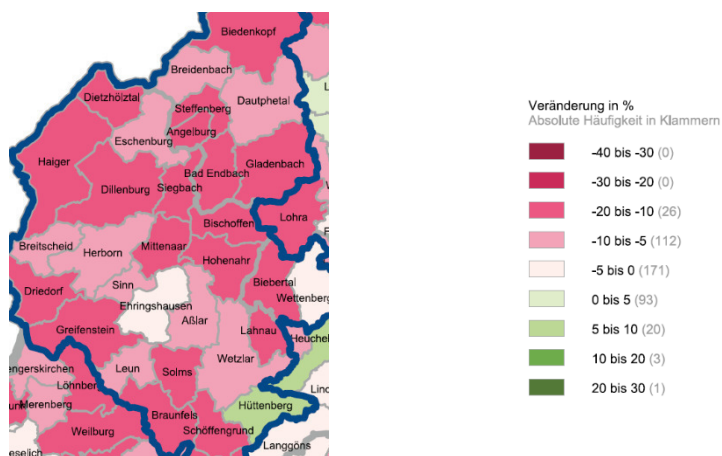 Biedenkopf
Breidenbach
Dietzhölztal
Steffenberg
Dautphetal
L
Angelburg
Eschenburg
Haiger
Gladenbach
Bad Endbach
Dillenburg
Siegbach
Lohra
Bischoffen
Breitscheid
Herborn
Mittenaar
Hohenahr
Sinn
Biebertal
Driedorf
Wettenberg
Ehringshausen
Aßlar
Greifenstein
Lahnau
Heuchel
Wetzlar
engerskirchen
Leun
Solms
Löhnber
Merenberg
Hüttenberg
Braunfels
Weilburg
Schöffengrund
Langgöns
eselich
Veränderung in %
Absolute Häufigkeit in Klammern
-40 bis -30 (0)
-30 bis -20 (0)
-20 bis -10 (26)
-10 bis -5 (112)
-5 bis 0 (171)
0 bis 5 (93)
5 bis 10 (20)
10 bis 20 (3)
20 bis 30 (1)